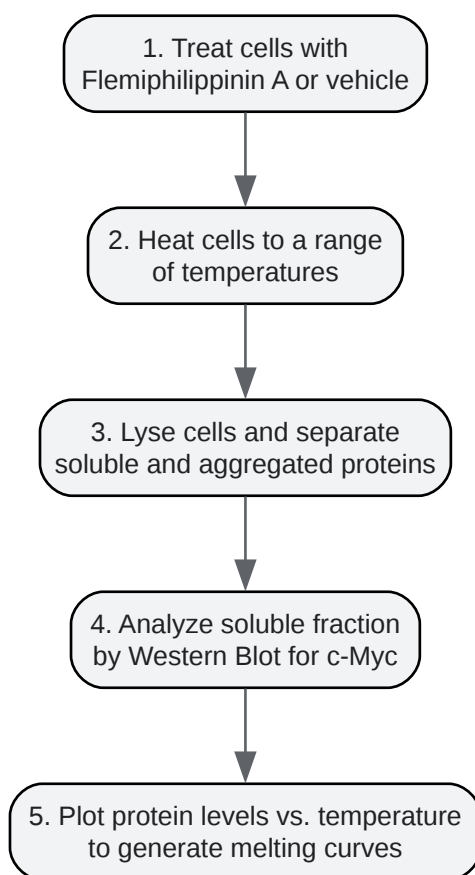 1. Treat cells with
Flemiphilippinin A or vehicle
2. Heat cells to a range
of temperatures
3. Lyse cells and separate
soluble and aggregated proteins
4. Analyze soluble fraction
by Western Blot for c-Myc
5. Plot protein levels vs. temperature
to generate melting curves